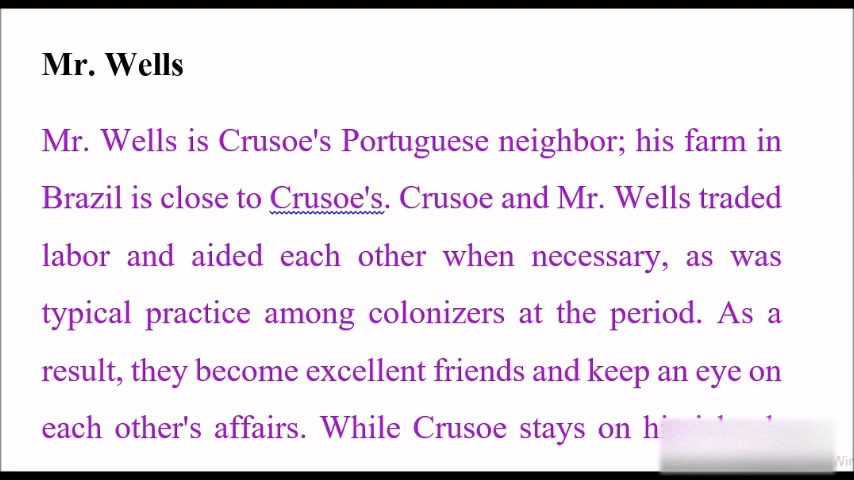 Mr. Wells
Mr. Wells is Crusoe's Portuguese neighbor; his farm in
Brazil is close to Crusoe's. Crusoe and Mr. Wells traded
labor and aided each other when necessary, as was
typical practice among colonizers at the period. As a
result, they become excellent friends and keep an eye on
each other's affairs. While Crusoe stays on